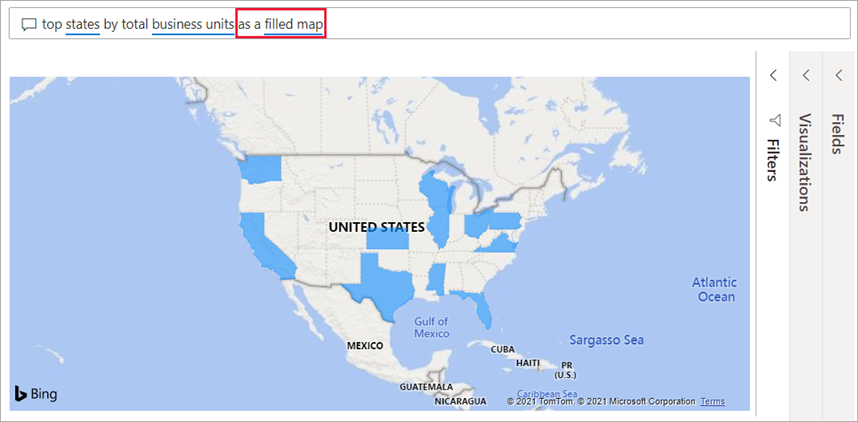 top states by total business units as a filled map
Filters
Visualizations
Fields
UNITED STATES
Atlantic
Ocean
Gulf of
Mexico
Sargasso Sea
MEXICO
CUBA
HAITI
PR
(U.S.)
GUATEMALA
Caribbean Sea
NICARAGUA
Bing
© 2021 TomTom, © 2021 Microsoft Corporation Terms